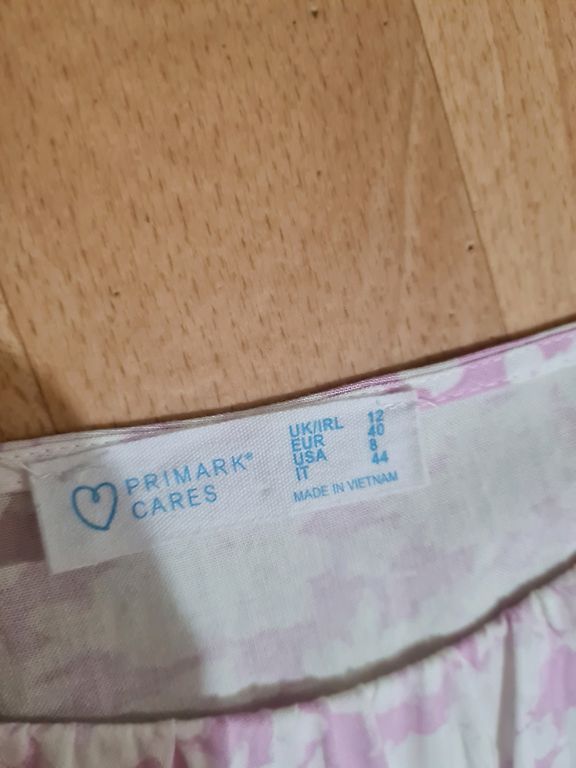 PRIMARK®
CARES
UK/IRL 12
EUR 40
USA 8
IT 44
MADE IN VIETNAM